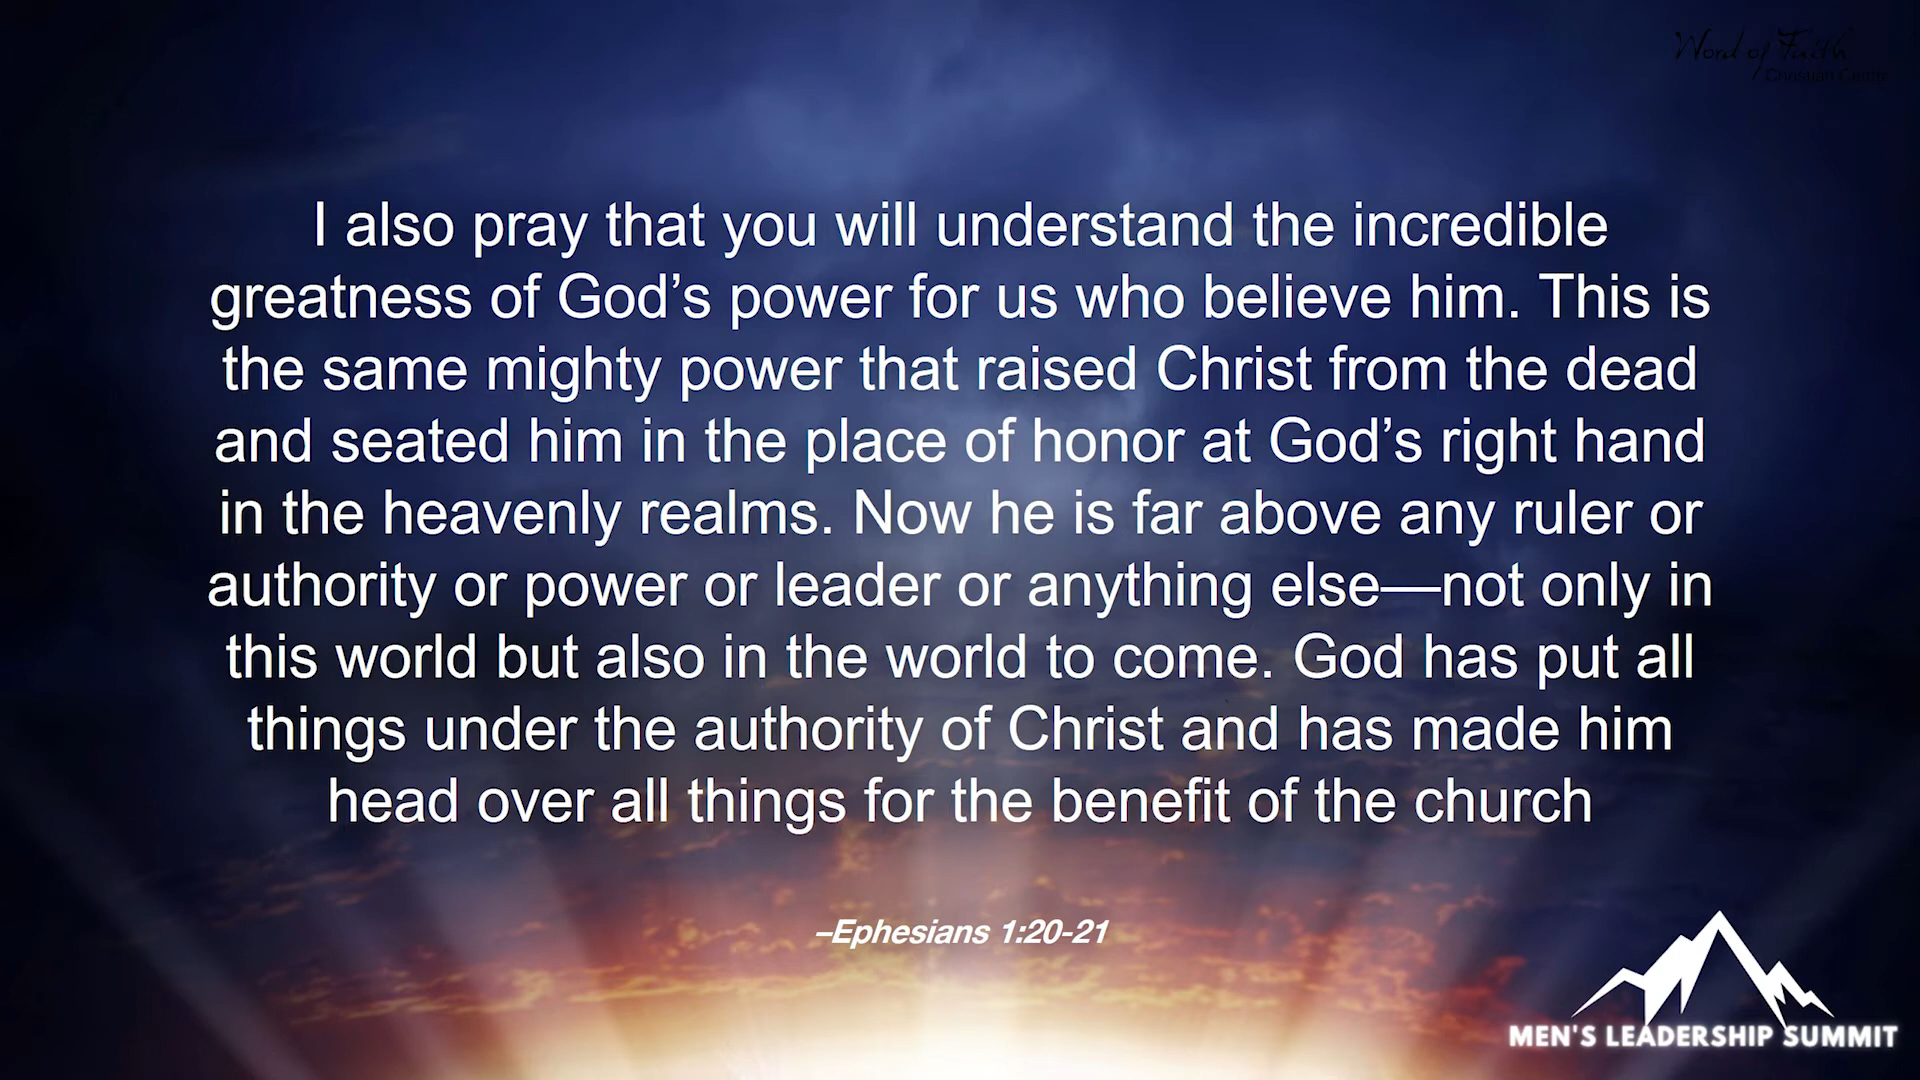 Word of Faith
Christian Center
I also pray that you will understand the incredible
greatness of God’s power for us who believe him. This is
the same mighty power that raised Christ from the dead
and seated him in the place of honor at God’s right hand
in the heavenly realms. Now he is far above any ruler or
authority or power or leader or anything else—not only in
this world but also in the world to come. God has put all
things under the authority of Christ and has made him
head over all things for the benefit of the church
–Ephesians 1:20-21
MEN'S LEADERSHIP SUMMIT